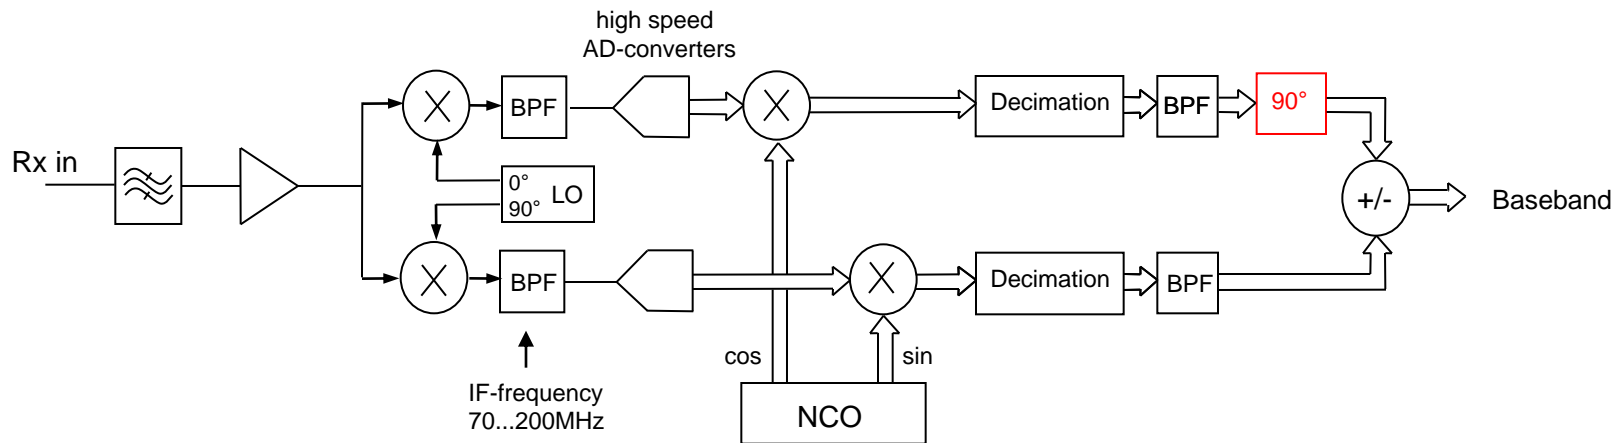 high speed
AD-converters
BPF
Decimation
BPF
90°
Rx in
0°
90°
LO
+/-
Baseband
BPF
Decimation
BPF
cos
sin
IF-frequency
70...200MHz
NCO